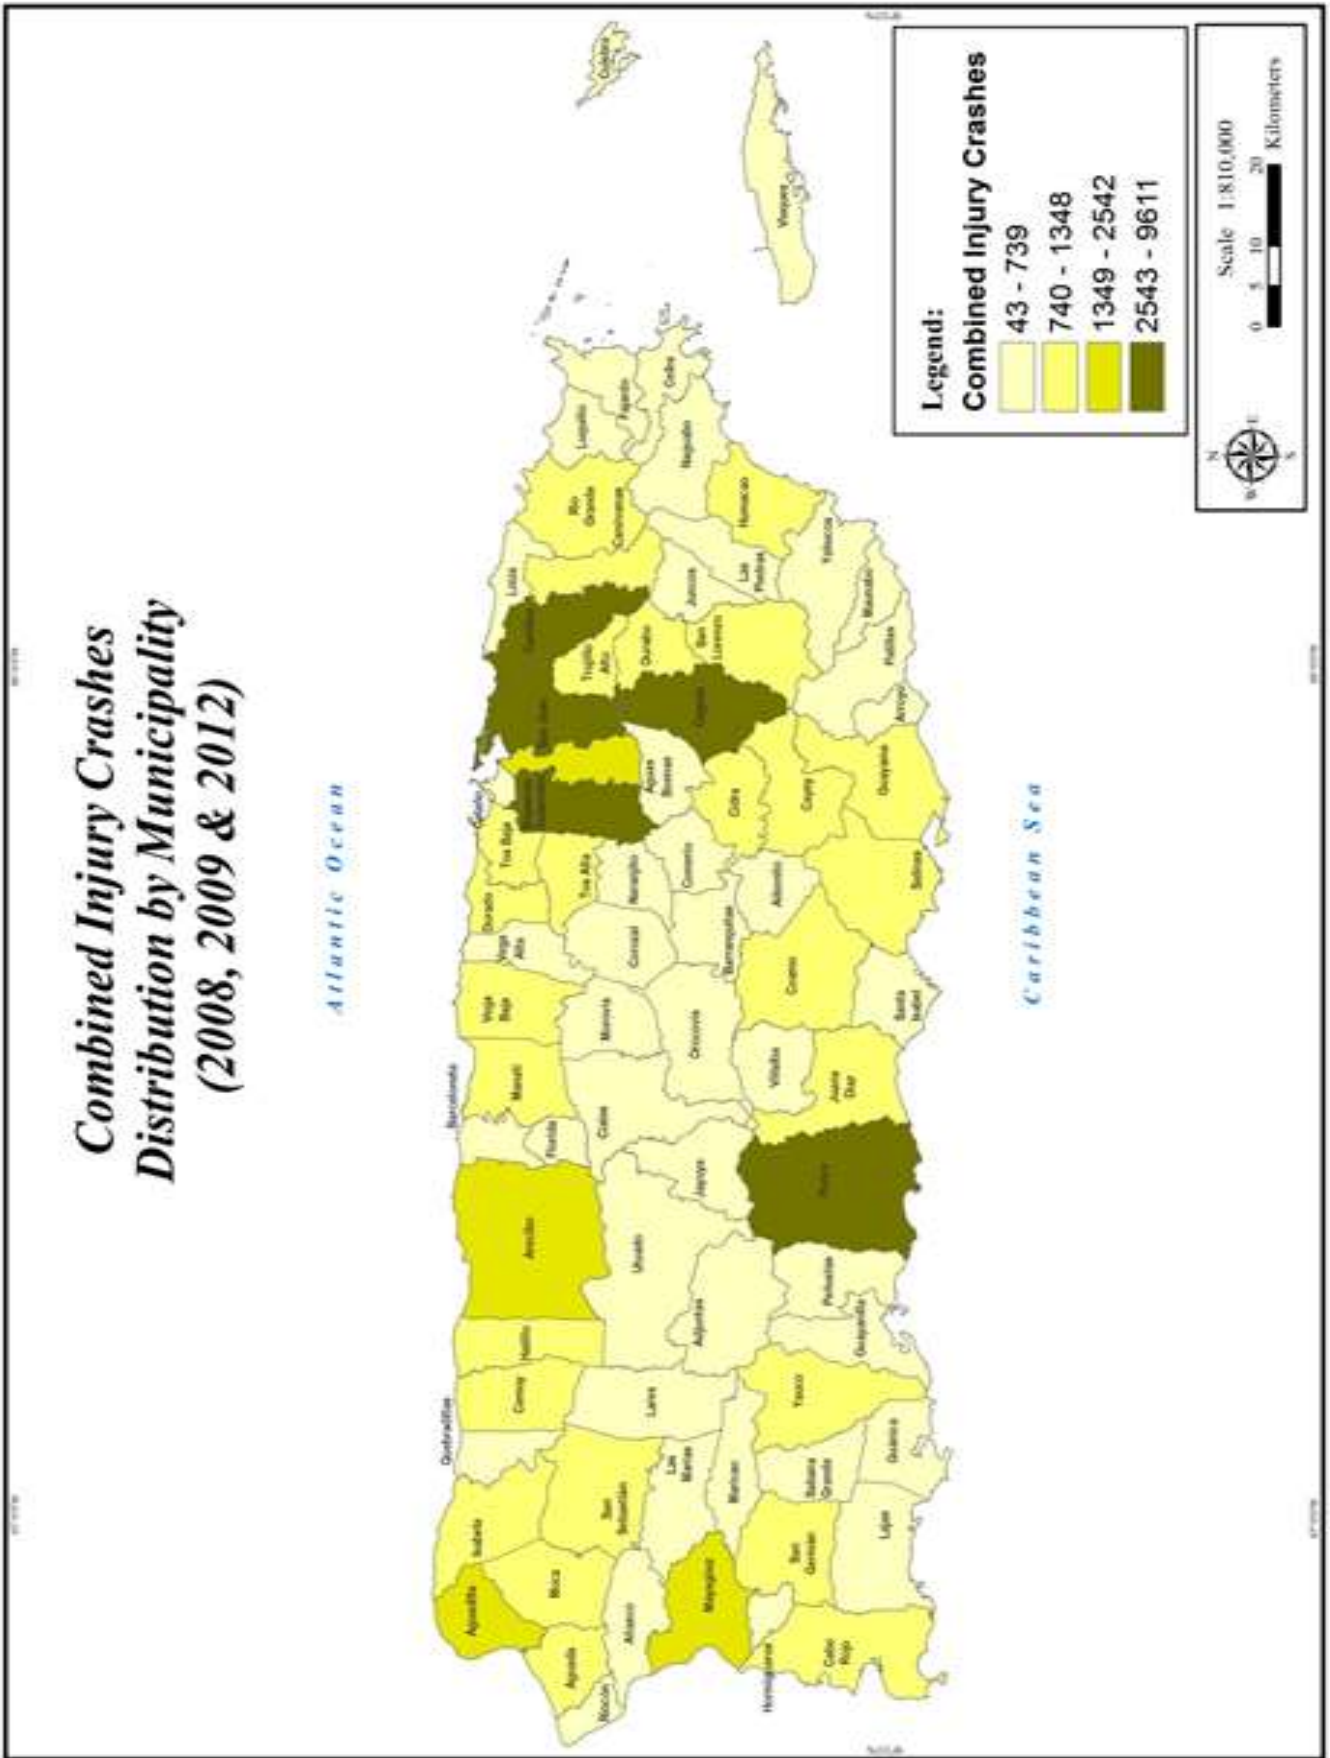 Combined Injury Crashes
Distribution by Municipality
(2008, 2009 & 2012)
Atlantic Ocean
Quebradillas
Barceloneta
Isabela
Aguadilla
Moca
Aguada
Rincón
Añasco
San
Sebastián
Camuy
Hatillo
Arecibo
Florida
Manatí
Vega
Baja
Vega
Alta
Dorado
Toa Baja
Toa Alta
Cataño
Loíza
Trujillo
Alto
Canóvanas
Río
Grande
Luquillo
Fajardo
Ceiba
Culebra
Vieques
Naguabo
Humacao
Las
Piedras
Juncos
Gurabo
San
Lorenzo
Caguas
Aguas
Buenas
Cidra
Cayey
Comerío
Naranjito
Corozal
Morovis
Ciales
Orocovis
Barranquitas
Aibonito
Utuado
Jayuya
Adjuntas
Lares
Las
Marías
Maricao
Mayagüez
Hormigueros
Cabo
Rojo
San
Germán
Lajas
Sabana
Grande
Guánica
Yauco
Guayanilla
Peñuelas
Ponce
Juana
Díaz
Villalba
Coamo
Santa
Isabel
Salinas
Guayama
Arroyo
Patillas
Maunabo
Yabucoa
Caribbean Sea
Legend:
Combined Injury Crashes
43 - 739
740 - 1348
1349 - 2542
2543 - 9611
N
W E
S
Scale 1:810,000
0 5 10 20
Kilometers